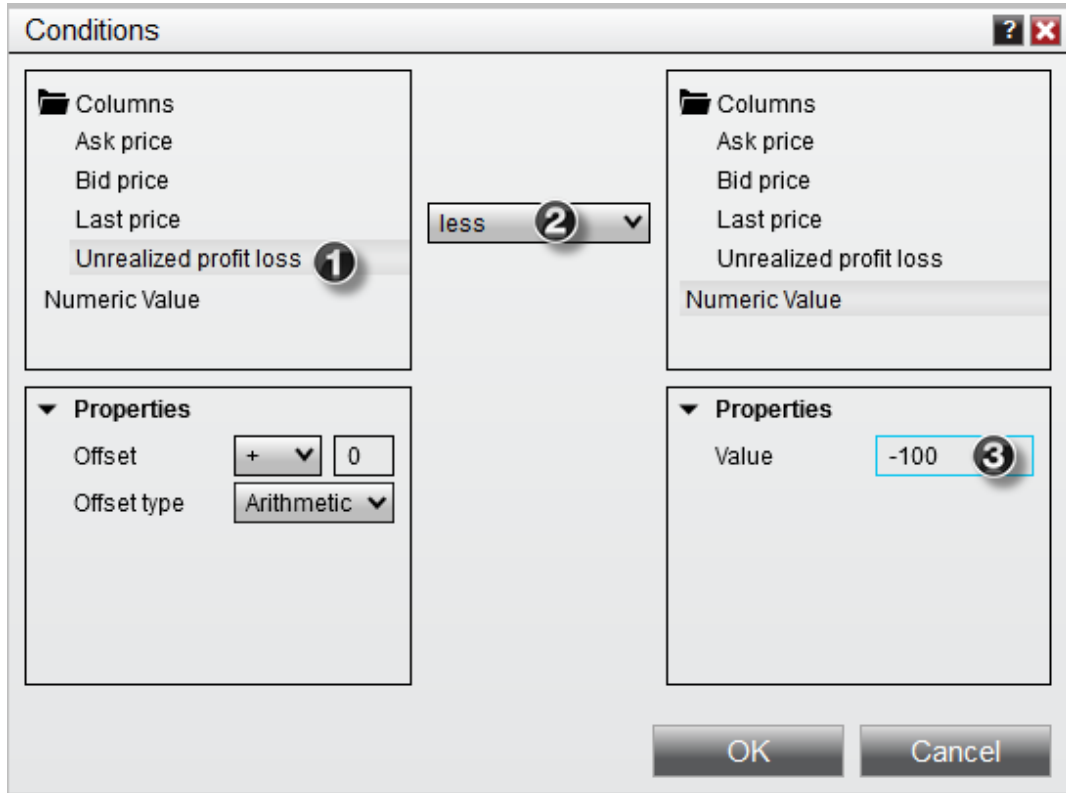 Conditions
?
Columns
Ask price
Bid price
Last price
Unrealized profit loss 1
Numeric Value
less 2
Columns
Ask price
Bid price
Last price
Unrealized profit loss
Numeric Value
Properties
Offset + 0
Offset type Arithmetic
Properties
Value -100 3
OK Cancel